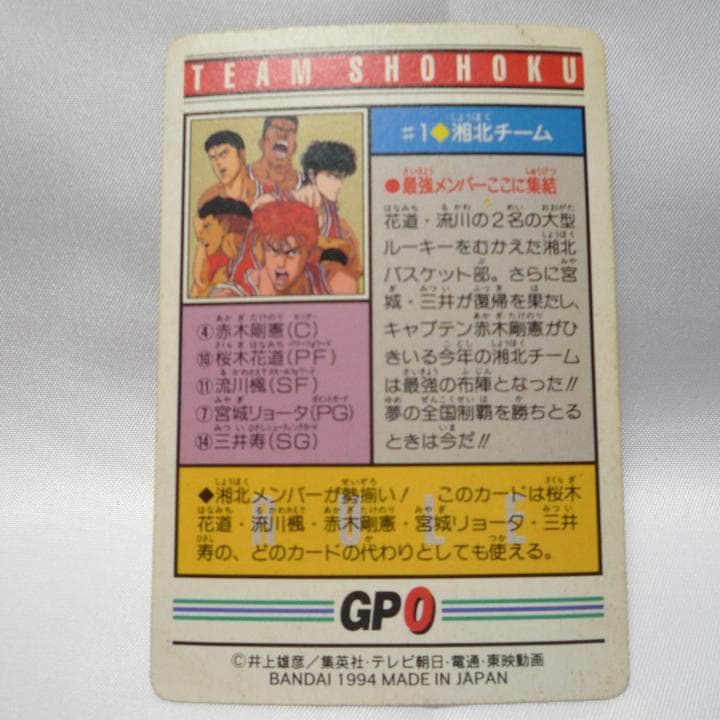 TEAM SHOHOKU
#1◆湘北チーム
●最強メンバーここに集結
花道・流川の2名の大型
ルーキーをむかえた湘北
バスケット部。さらに宮
城・三井が復帰を果たし、
キャプテン赤木剛憲がひ
きいる今年の湘北チーム
は最強の布陣となった!!
夢の全国制覇を勝ちとる
ときは今だ!!
④赤木剛憲(C)
⑩桜木花道(PF)
⑪流川楓(SF)
⑦宮城リョータ(PG)
⑭三井寿(SG)
RULE
◆湘北メンバーが勢揃い! このカードは桜木
花道・流川楓・赤木剛憲・宮城リョータ・三井
寿の、どのカードの代わりとしても使える。
GP0
©井上雄彦/集英社・テレビ朝日・電通・東映動画
BANDAI 1994 MADE IN JAPAN